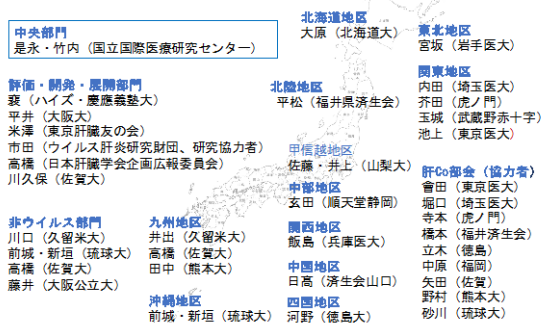 中央部門
是永・竹内（国立国際医療研究センター）
評価・開発・展開部門
裵（ハイズ・慶應義塾大）
平井（大阪大）
米澤（東京肝臓友の会）
市田（ウイルス肝炎研究財団、研究協力者）
高橋（日本肝臓学会企画広報委員会）
川久保（佐賀大）
非ウイルス部門
川口（久留米大）
前城・新垣（琉球大）
高橋（佐賀大）
藤井（大阪公立大）
九州地区
井出（久留米大）
高橋（佐賀大）
田中（熊本大）
沖縄地区
前城・新垣（琉球大）
北海道地区
大原（北海道大）
北陸地区
平松（福井県済生会）
甲信越地区
佐藤・井上（山梨大）
中部地区
玄田（順天堂静岡）
関西地区
飯島（兵庫医大）
中国地区
日高（済生会山口）
四国地区
河野（徳島大）
東北地区
宮坂（岩手医大）
関東地区
内田（埼玉医大）
芥田（虎ノ門）
玉城（武蔵野赤十字）
池上（東京医大）
肝Co部会（協力者）
會田（東京医大）
堀口（埼玉医大）
寺本（虎ノ門）
橋本（福井済生会）
立木（徳島）
中原（福岡）
矢田（佐賀）
野村（熊本大）
砂川（琉球大）